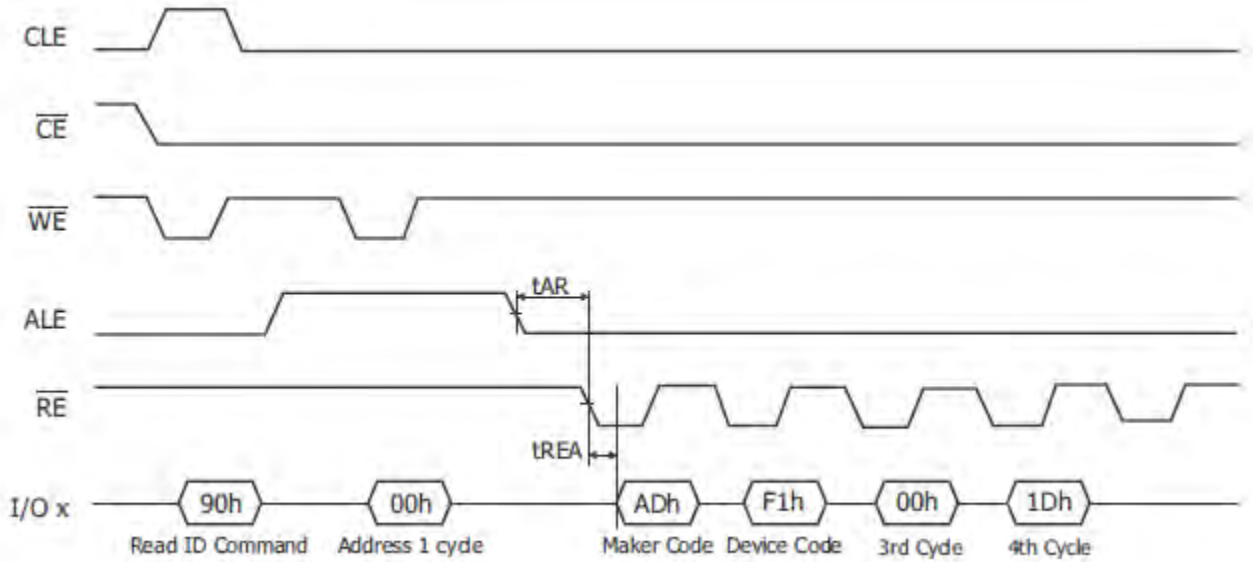 CLE
CE
WE
ALE
tAR
RE
tREA
I/O x
90h
00h
ADh
F1h
00h
1Dh
Read ID Command
Address 1 cycle
Maker Code
Device Code
3rd Cycle
4th Cycle